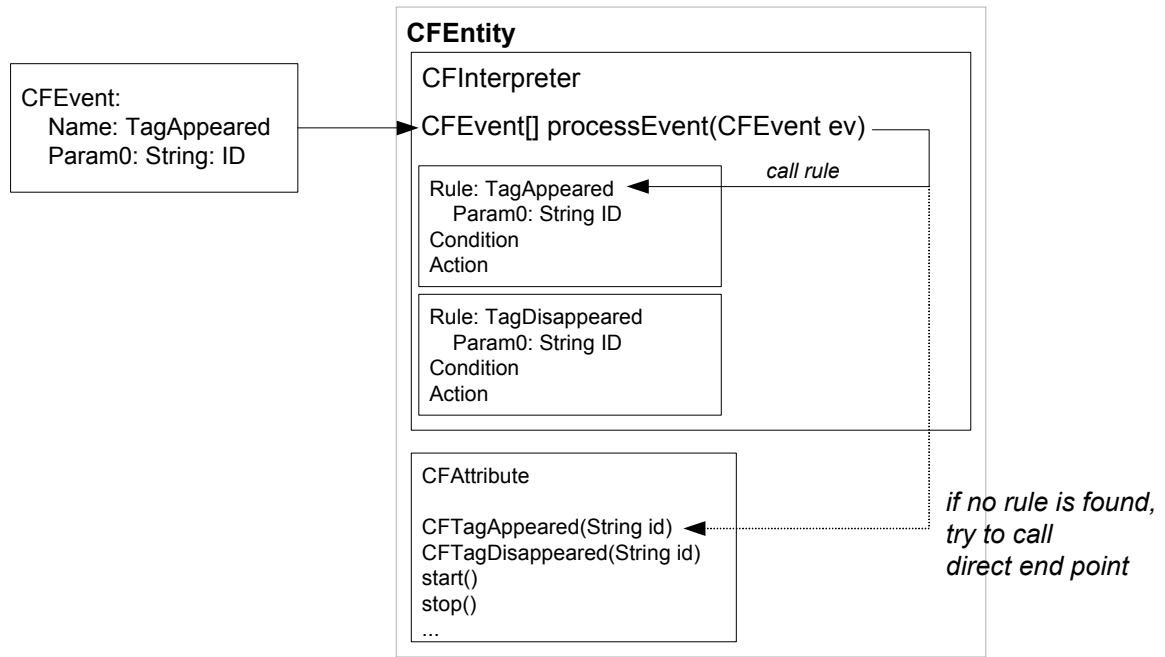 CFEntity
CFInterpreter
CFEvent:
Name: TagAppeared
Param0: String: ID
CFEvent[] processEvent(CFEvent ev)
call rule
Rule: TagAppeared
Param0: String ID
Condition
Action
Rule: TagDisappeared
Param0: String ID
Condition
Action
CFAttribute
CFTagAppeared(String id)
CFTagDisappeared(String id)
start()
stop()
...
if no rule is found,
try to call
direct end point